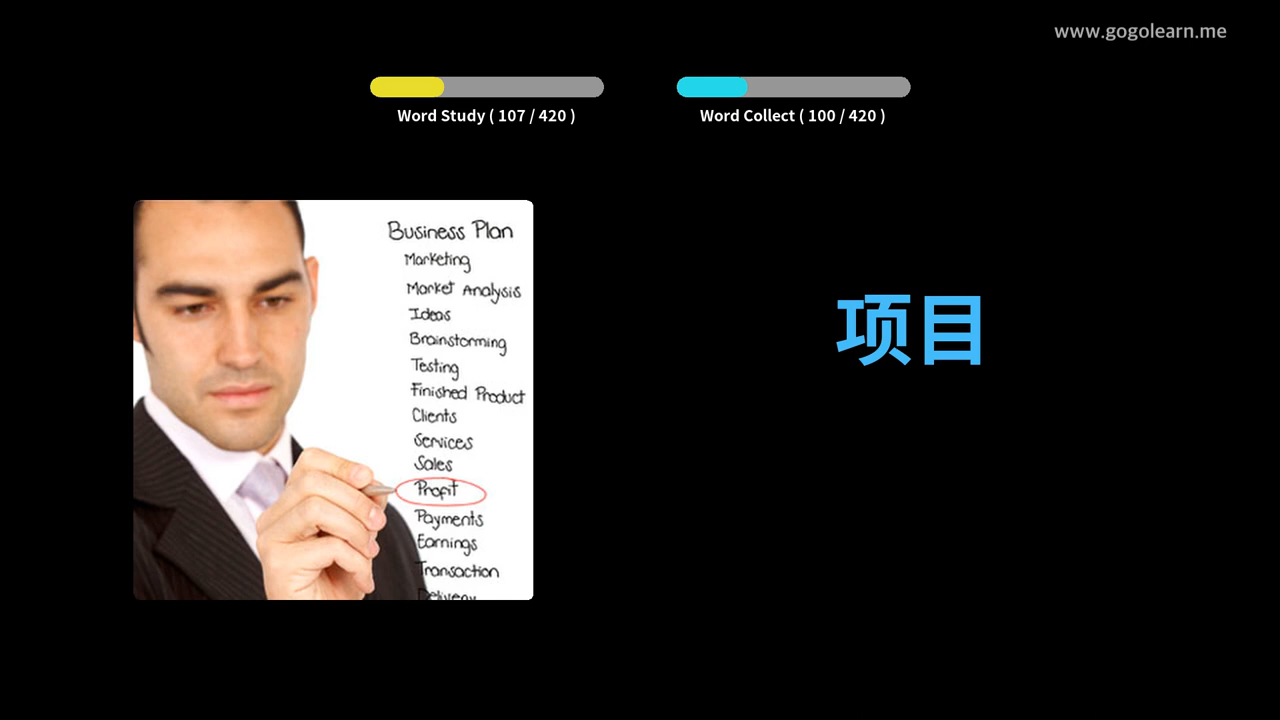 www.gogolearn.me
Word Study ( 107 / 420 )
Word Collect ( 100 / 420 )
Business Plan
Marketing
Market Analysis
Ideas
Brainstorming
Testing
Finished Product
Clients
Services
Sales
Profit
Payments
Earnings
Transaction
Delivery
项目